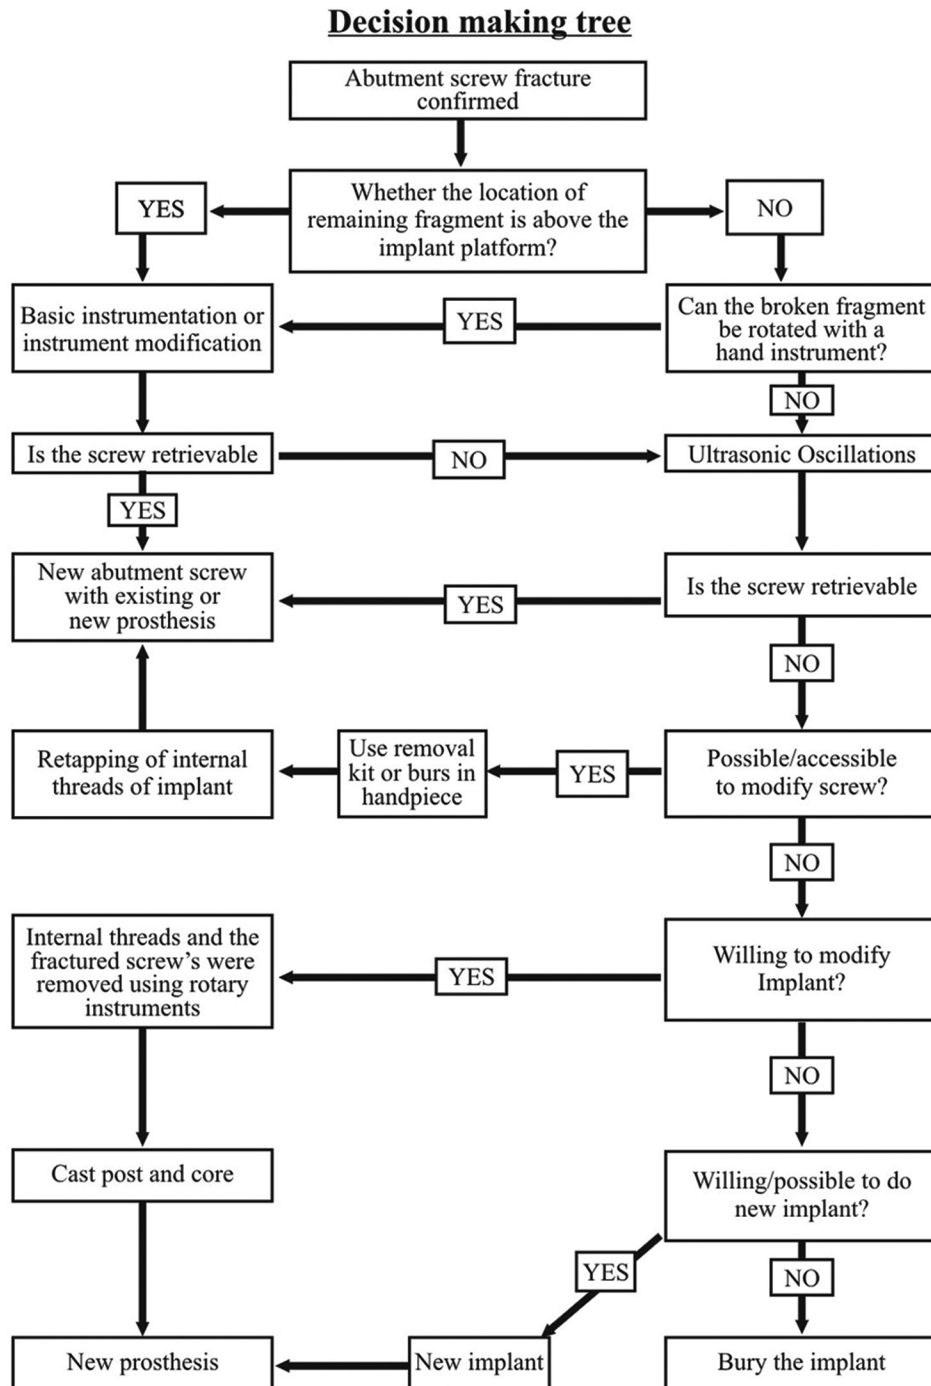 Decision making tree
Abutment screw fracture
confirmed
Whether the location of
remaining fragment is above the
implant platform?
YES
NO
Basic instrumentation or
instrument modification
YES
Can the broken fragment
be rotated with a
hand instrument?
NO
Is the screw retrievable
NO
Ultrasonic Oscillations
YES
New abutment screw
with existing or
new prosthesis
YES
Is the screw retrievable
NO
Retapping of internal
threads of implant
Use removal
kit or burs in
handpiece
YES
Possible/accessible
to modify screw?
NO
Internal threads and the
fractured screw's were
removed using rotary
instruments
YES
Willing to modify
Implant?
NO
Cast post and core
Willing/possible to do
new implant?
YES
NO
New prosthesis
New implant
Bury the implant